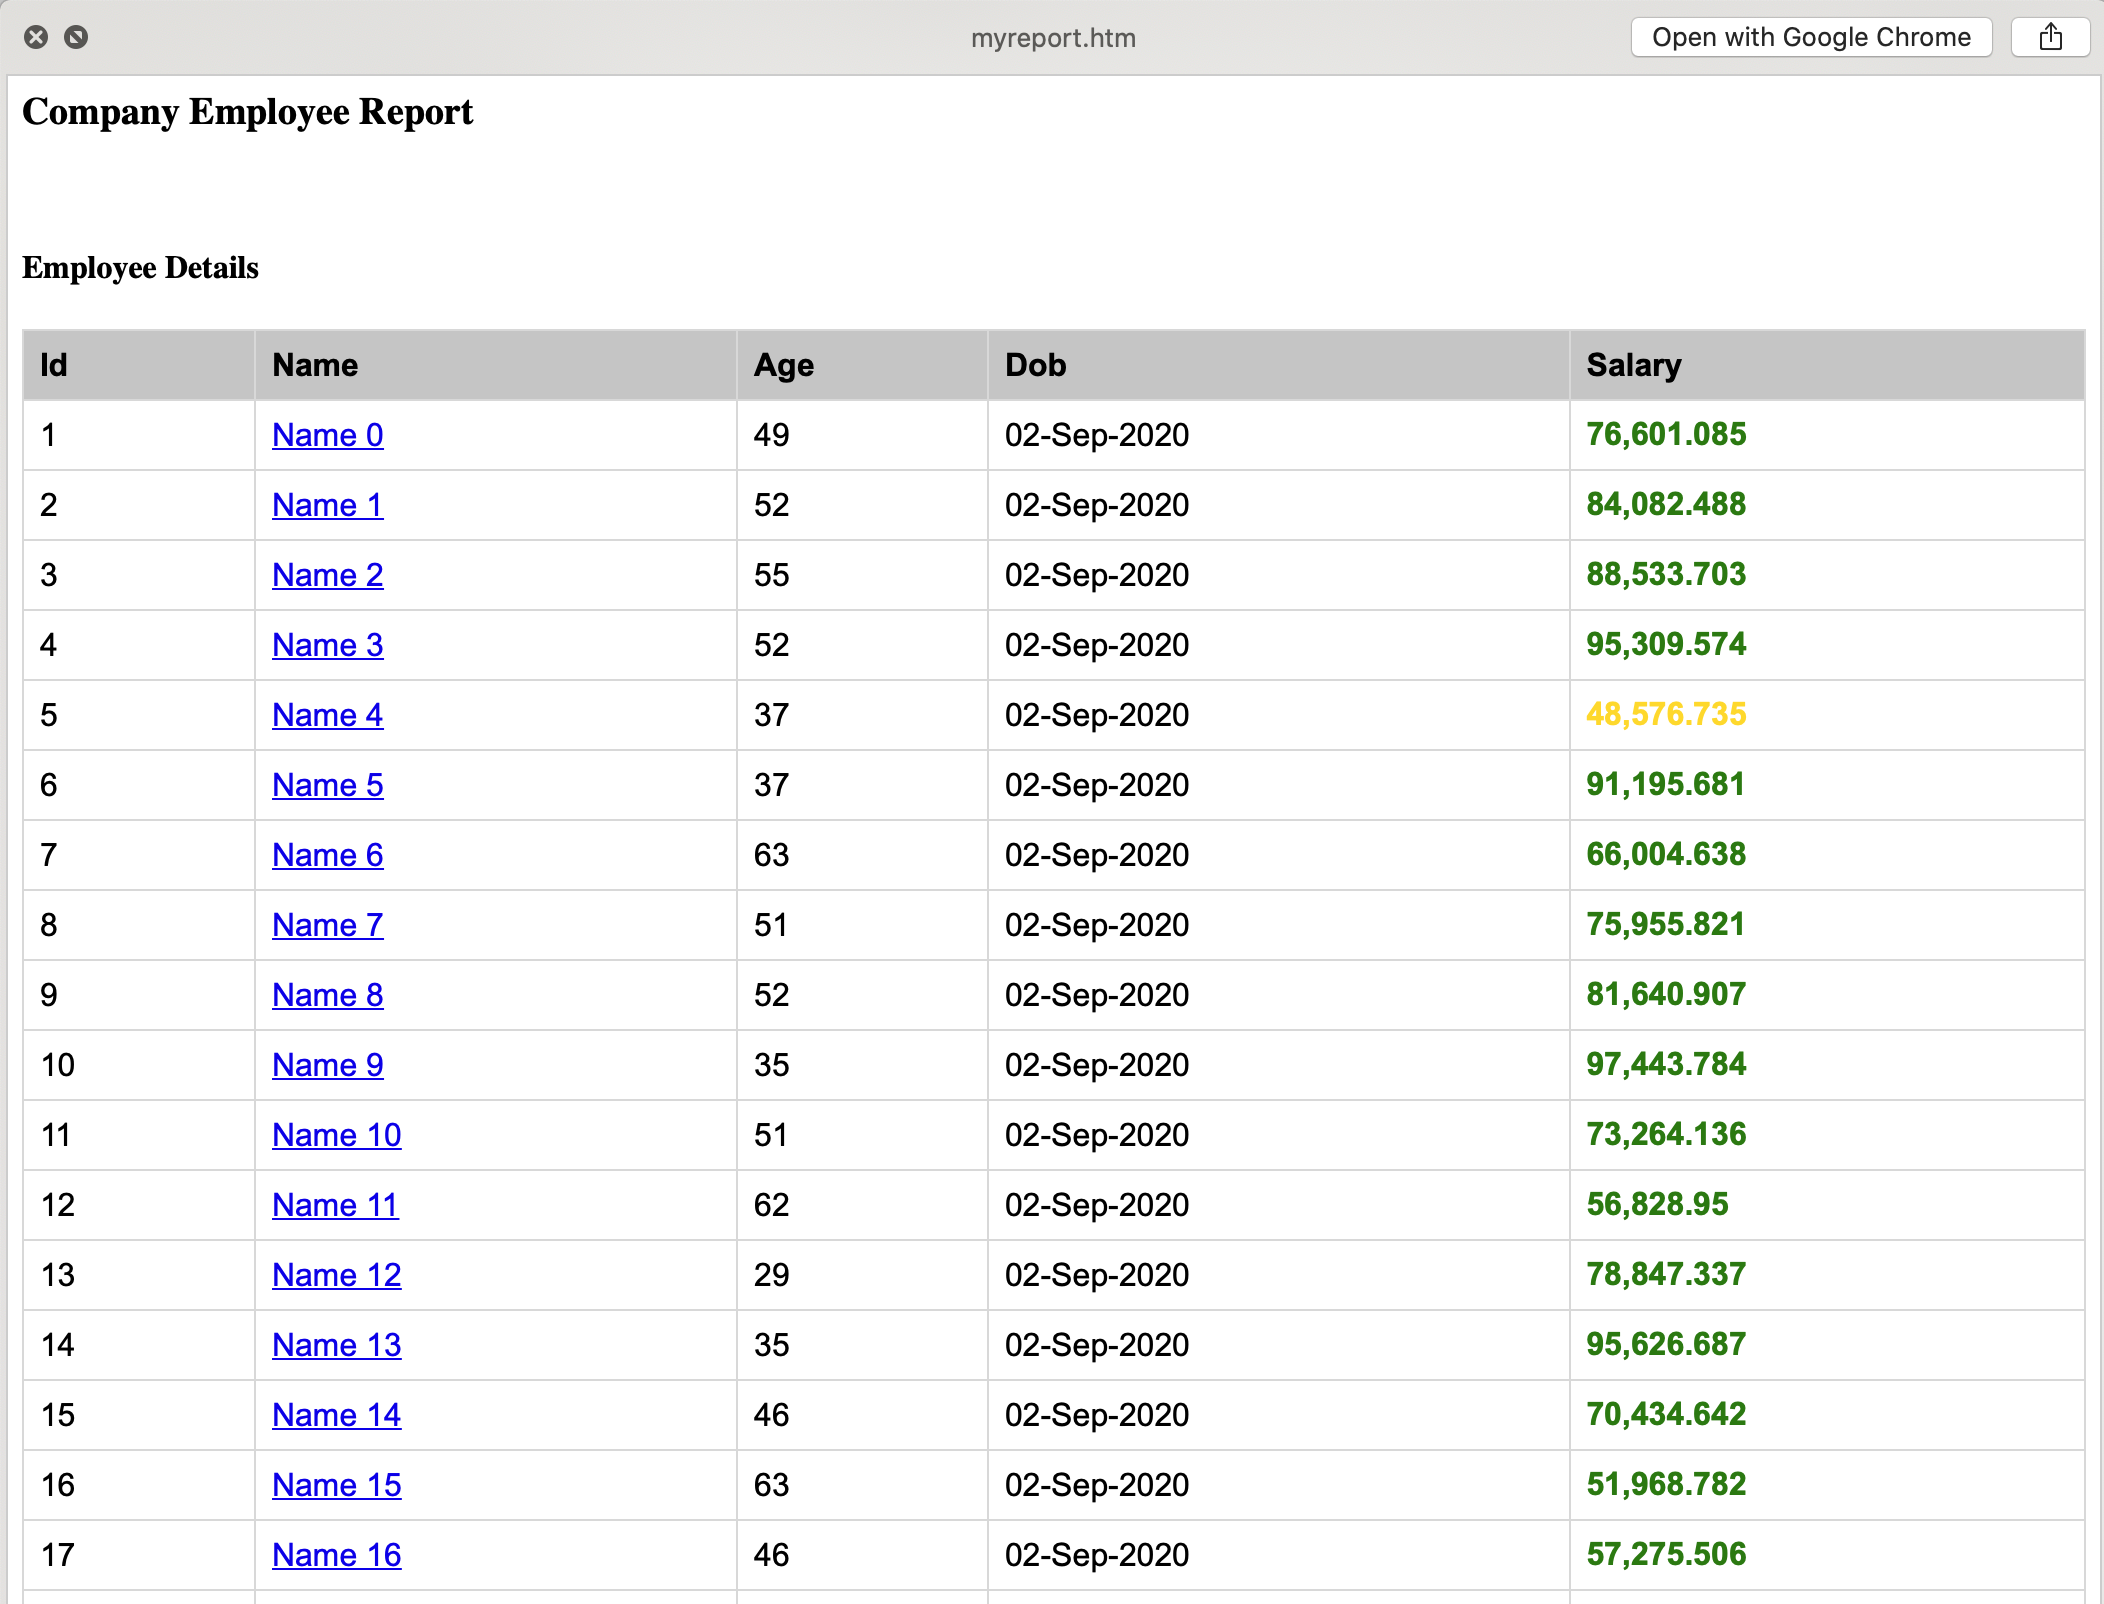 myreport.htm
Open with Google Chrome
Company Employee Report
Employee Details
Id Name Age Dob Salary
1 Name 0 49 02-Sep-2020 76,601.085
2 Name 1 52 02-Sep-2020 84,082.488
3 Name 2 55 02-Sep-2020 88,533.703
4 Name 3 52 02-Sep-2020 95,309.574
5 Name 4 37 02-Sep-2020 48,576.735
6 Name 5 37 02-Sep-2020 91,195.681
7 Name 6 63 02-Sep-2020 66,004.638
8 Name 7 51 02-Sep-2020 75,955.821
9 Name 8 52 02-Sep-2020 81,640.907
10 Name 9 35 02-Sep-2020 97,443.784
11 Name 10 51 02-Sep-2020 73,264.136
12 Name 11 62 02-Sep-2020 56,828.95
13 Name 12 29 02-Sep-2020 78,847.337
14 Name 13 35 02-Sep-2020 95,626.687
15 Name 14 46 02-Sep-2020 70,434.642
16 Name 15 63 02-Sep-2020 51,968.782
17 Name 16 46 02-Sep-2020 57,275.506